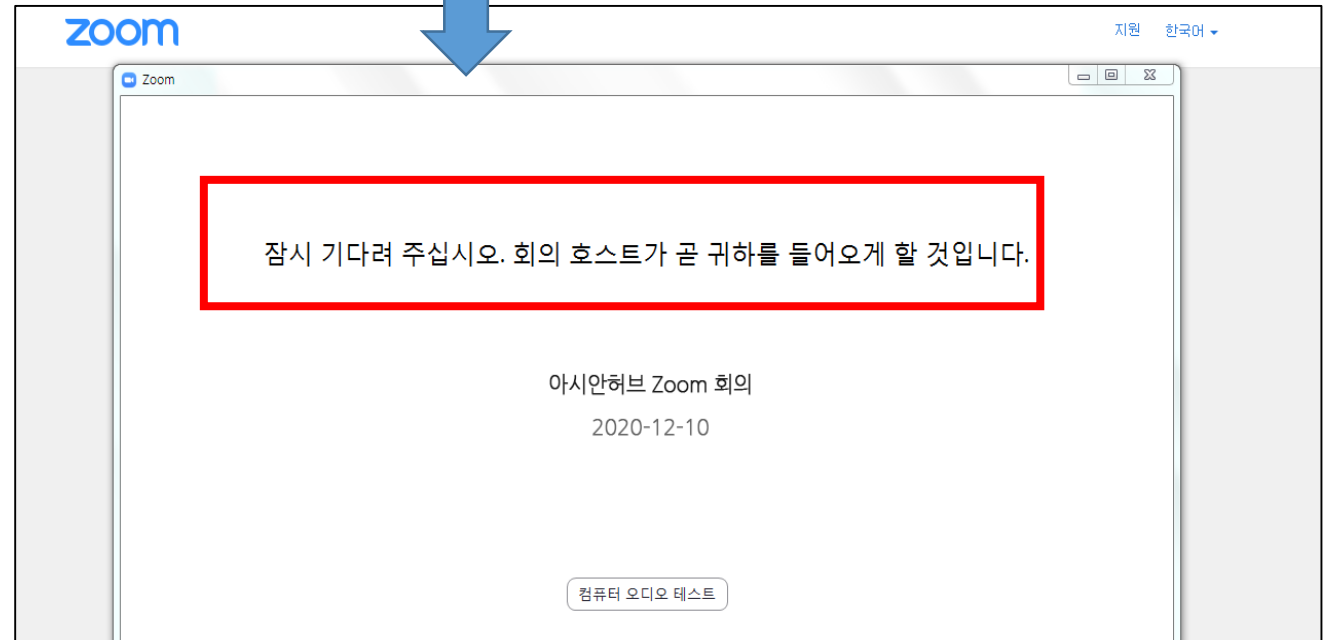 zoom
지원 한국어
Zoom
잠시 기다려 주십시오. 회의 호스트가 곧 귀하를 들어오게 할 것입니다.
아시안허브 Zoom 회의
2020-12-10
컴퓨터 오디오 테스트